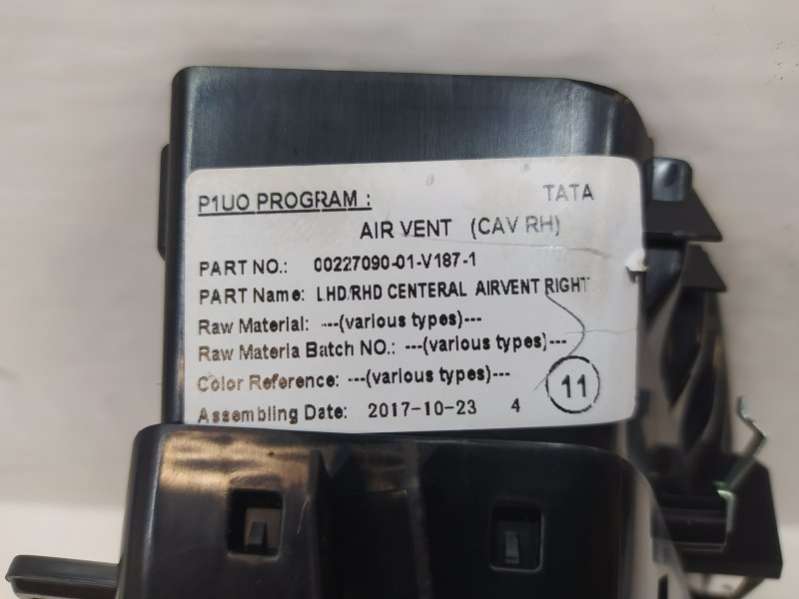 P1UO PROGRAM : TATA
AIR VENT (CAV RH)
PART NO.: 00227090-01-V187-1
PART Name: LHD/RHD CENTERAL AIRVENT RIGHT
Raw Material: ---(various types)---
Raw Materia Batch NO.: ---(various types)---
Color Reference: ---(various types)---
11
Assembling Date: 2017-10-23 4